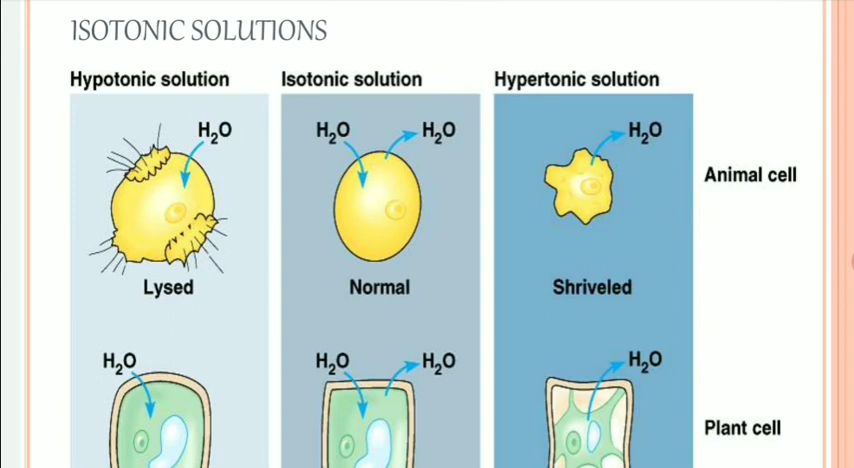 ISOTONIC SOLUTIONS
Hypotonic solution Isotonic solution Hypertonic solution
H₂O H₂O H₂O H₂O
Animal cell
Lysed Normal Shriveled
H₂O H₂O H₂O H₂O
Plant cell